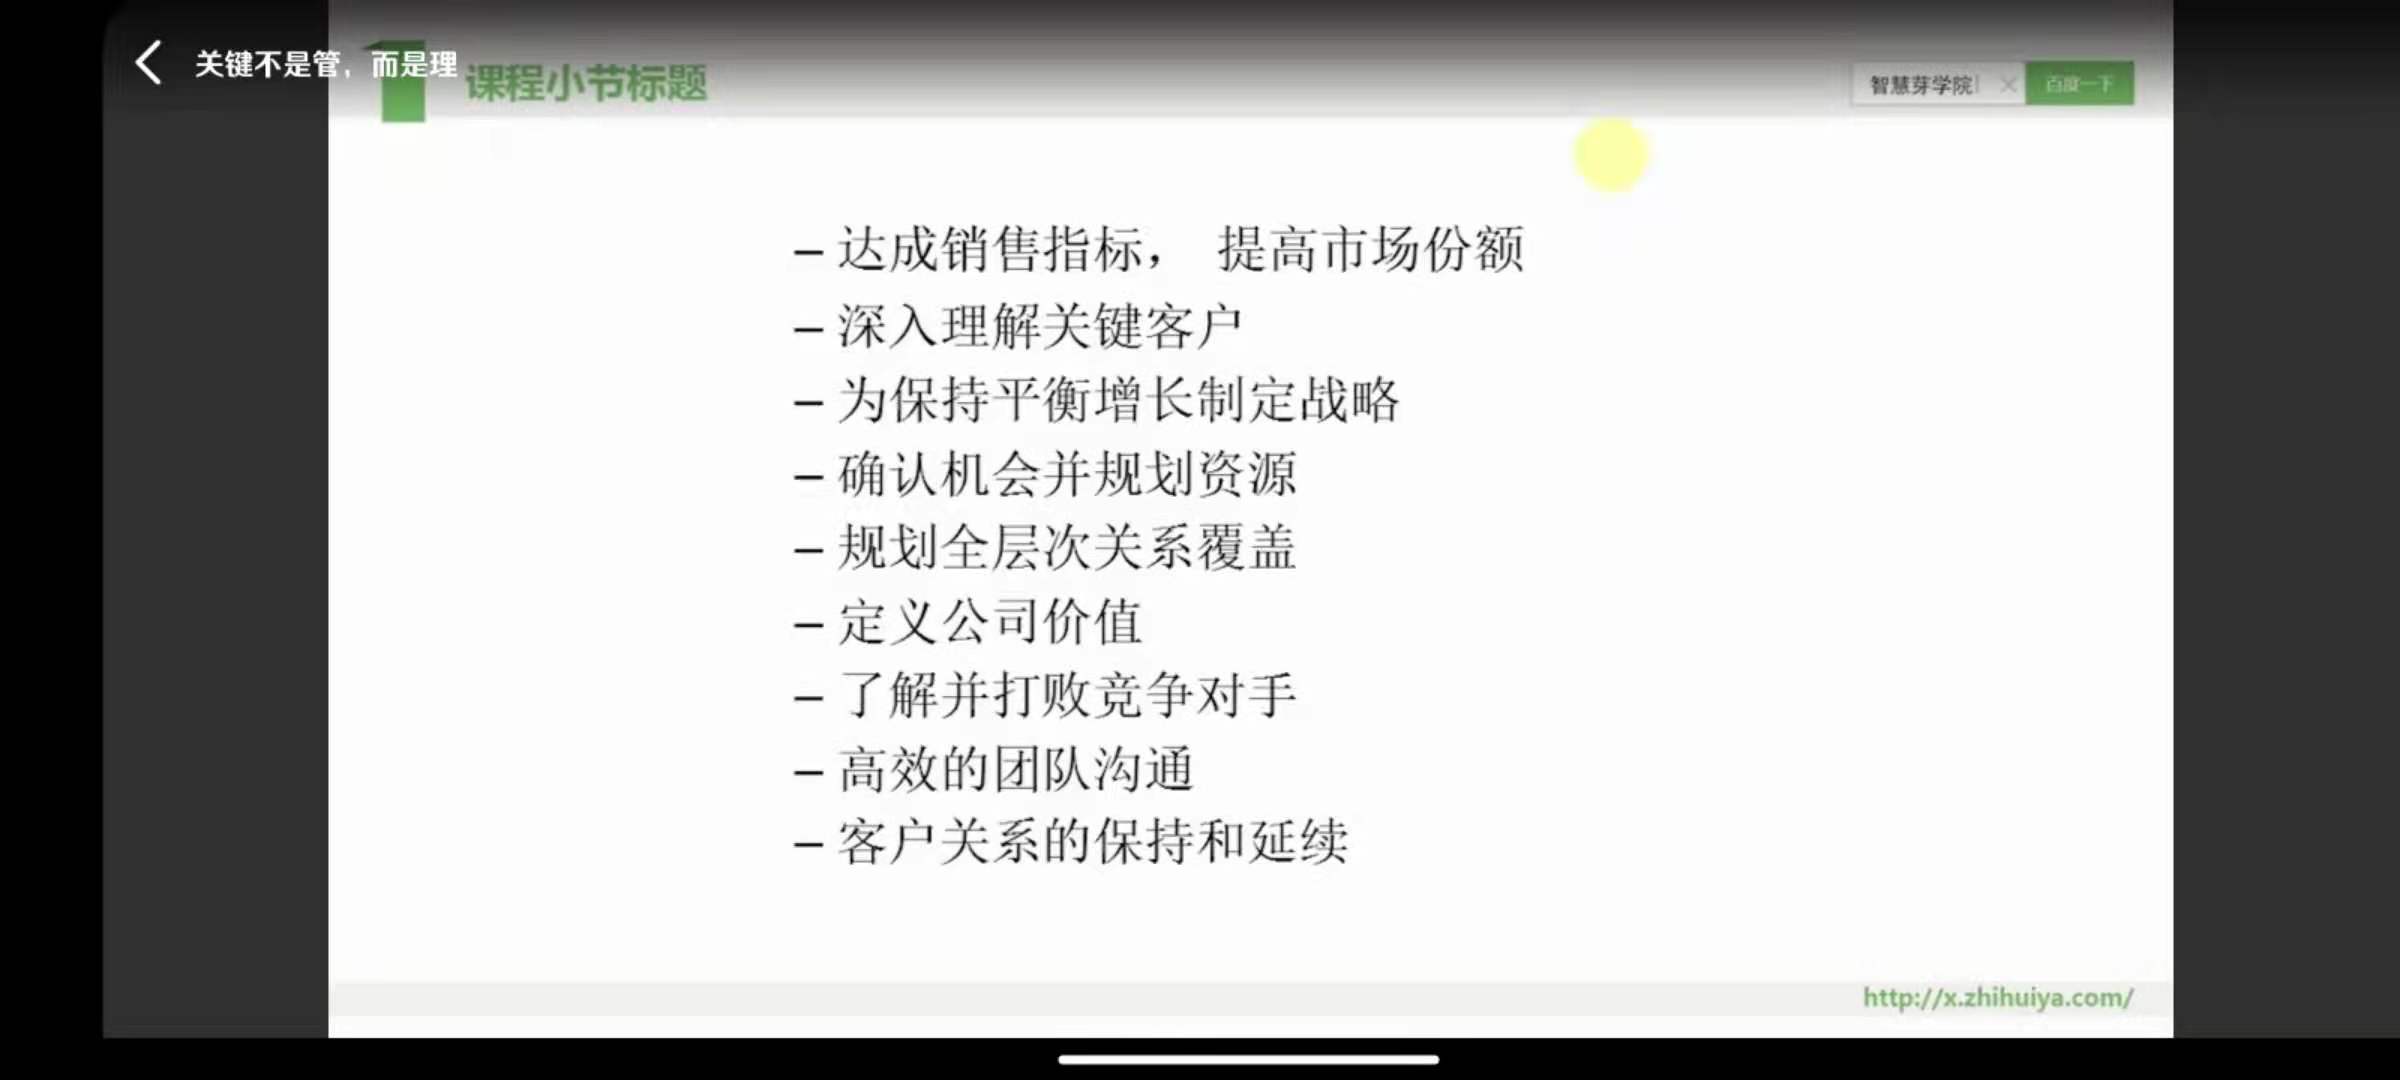 关键不是管，而是理
课程小节标题
智慧芽学院
百度一下
– 达成销售指标， 提高市场份额
– 深入理解关键客户
– 为保持平衡增长制定战略
– 确认机会并规划资源
– 规划全层次关系覆盖
– 定义公司价值
– 了解并打败竞争对手
– 高效的团队沟通
– 客户关系的保持和延续
http://x.zhihuiya.com/